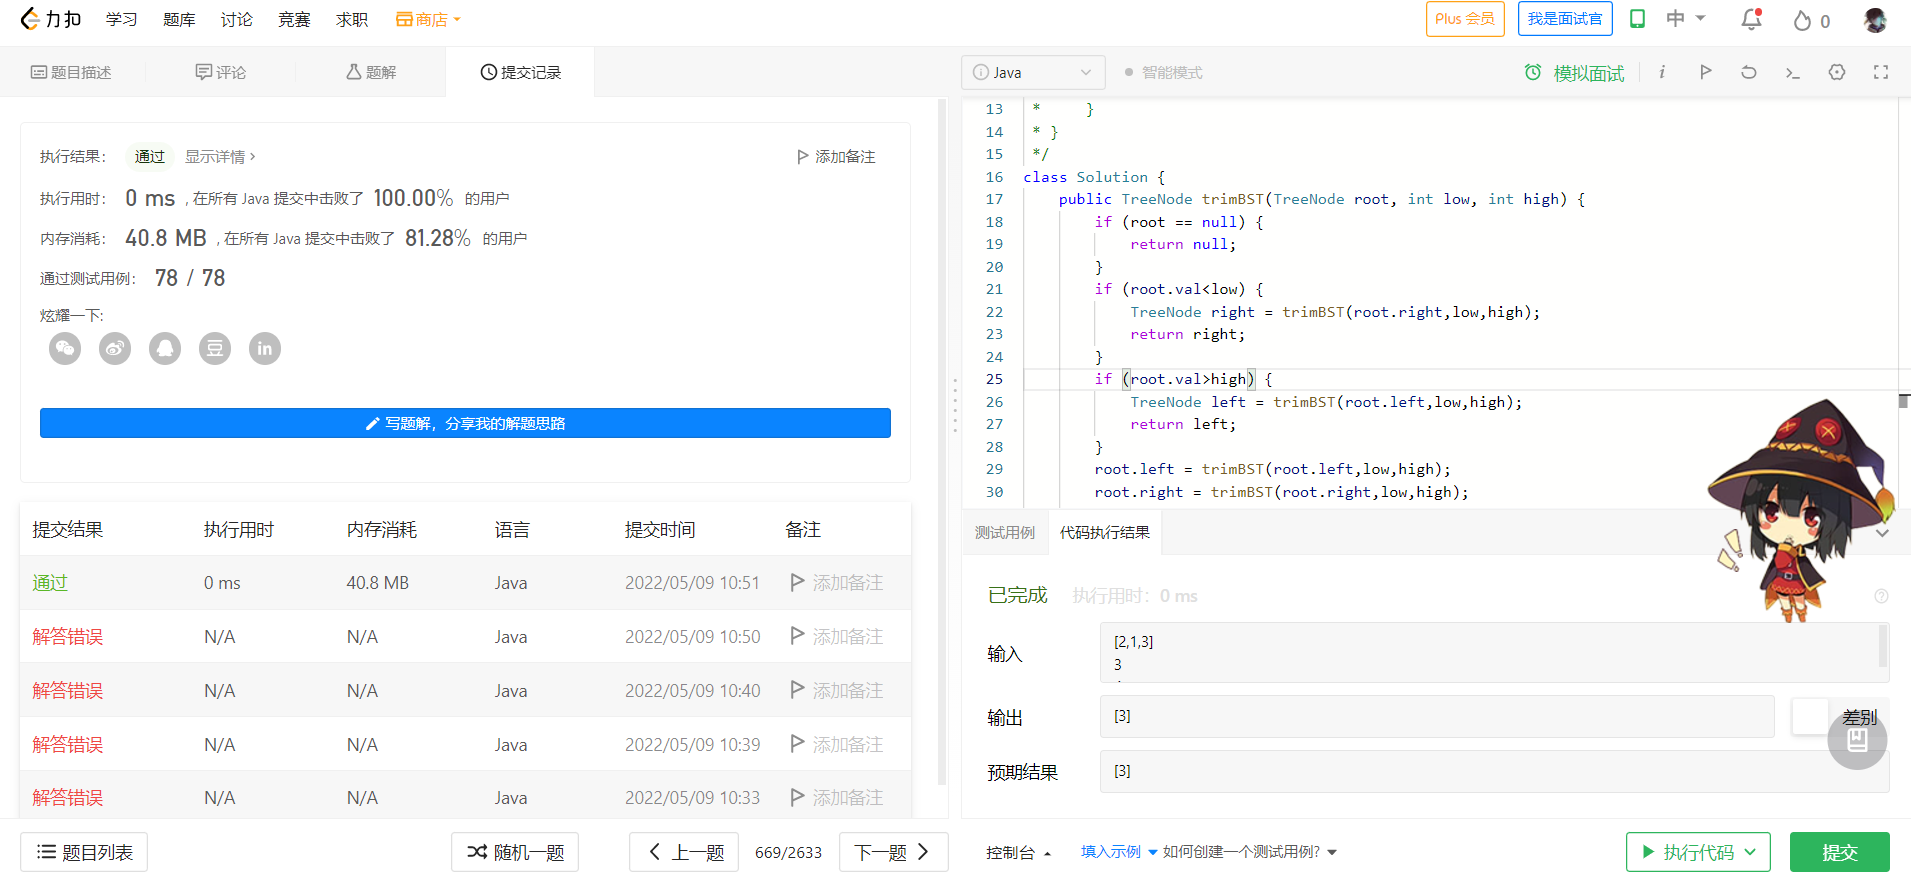 力扣 学习 题库 讨论 竞赛 求职 商店 Plus 会员 我是面试官 中 0
题目描述 评论 题解 提交记录
执行结果： 通过 显示详情 添加备注
执行用时： 0 ms , 在所有 Java 提交中击败了 100.00% 的用户
内存消耗： 40.8 MB , 在所有 Java 提交中击败了 81.28% 的用户
通过测试用例： 78 / 78
炫耀一下:
写题解，分享我的解题思路
提交结果 执行用时 内存消耗 语言 提交时间 备注
通过 0 ms 40.8 MB Java 2022/05/09 10:51 添加备注
解答错误 N/A N/A Java 2022/05/09 10:50 添加备注
解答错误 N/A N/A Java 2022/05/09 10:40 添加备注
解答错误 N/A N/A Java 2022/05/09 10:39 添加备注
解答错误 N/A N/A Java 2022/05/09 10:33 添加备注
题目列表 随机一题 上一题 669/2633 下一题
Java 智能模式 模拟面试
13 * }
14 * }
15 */
16 class Solution {
17 public TreeNode trimBST(TreeNode root, int low, int high) {
18 if (root == null) {
19 return null;
20 }
21 if (root.val<low) {
22 TreeNode right = trimBST(root.right,low,high);
23 return right;
24 }
25 if (root.val>high) {
26 TreeNode left = trimBST(root.left,low,high);
27 return left;
28 }
29 root.left = trimBST(root.left,low,high);
30 root.right = trimBST(root.right,low,high);
测试用例 代码执行结果
已完成 执行用时：0 ms
输入 [2,1,3]
3
输出 [3] 差别
预期结果 [3]
控制台 填入示例 如何创建一个测试用例? 执行代码 提交